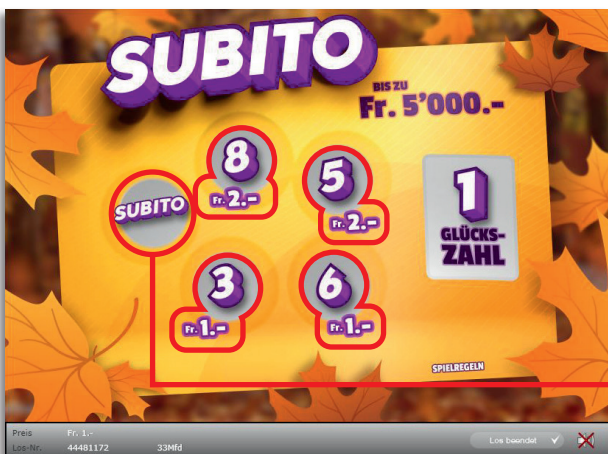 SUBITO
BIS ZU
Fr. 5'000.-
8
Fr. 2.-
5
Fr. 2.-
SUBITO
1
GLÜCKS-
ZAHL
3
Fr. 1.-
6
Fr. 1.-
SPIELREGELN
Preis Fr. 1.-
Los beendet
Los-Nr. 44481172 33Mfd